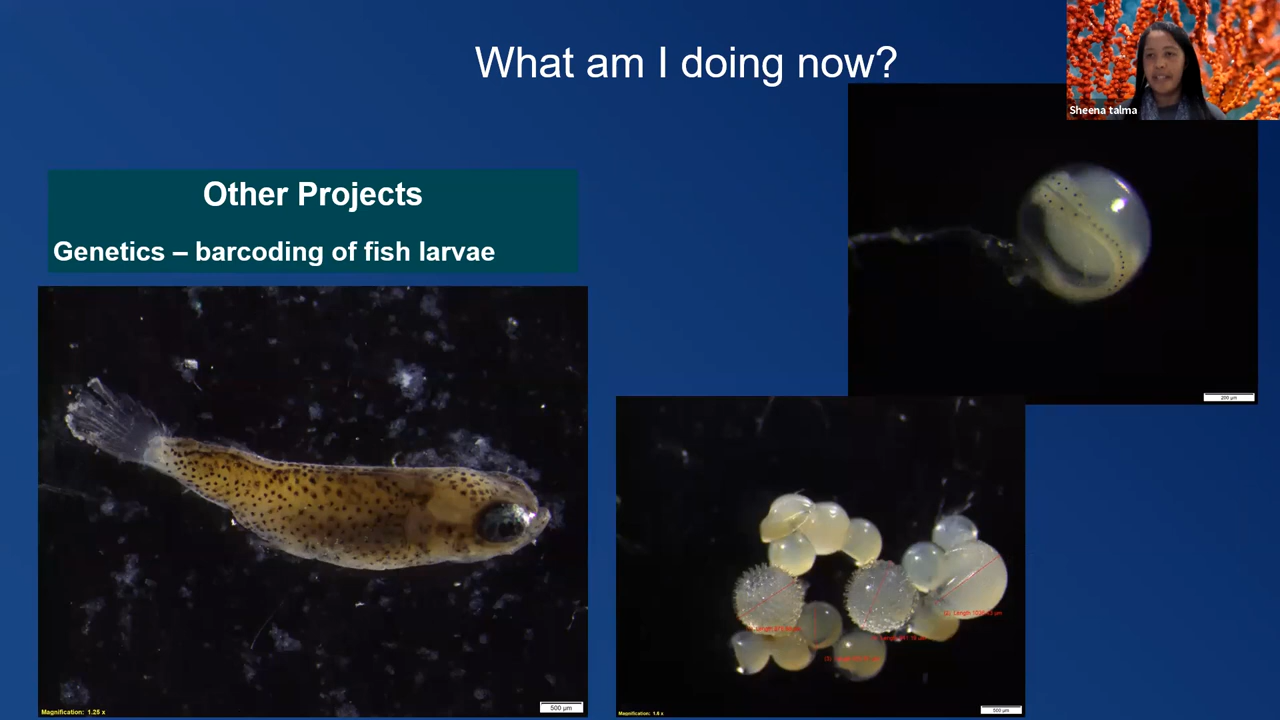 What am I doing now?
Sheena talma
Other Projects
Genetics – barcoding of fish larvae
200 µm
Magnification: 1.25 x
500 µm
Magnification: 1.6 x
500 µm